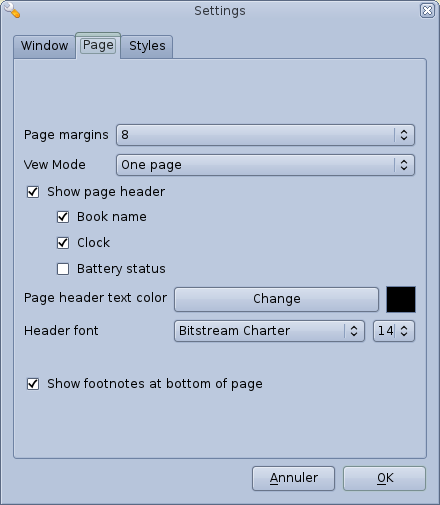 Settings
Window Page Styles
Page margins 8
Vew Mode One page
Show page header
Book name
Clock
Battery status
Page header text color Change
Header font Bitstream Charter 14
Show footnotes at bottom of page
Annuler OK